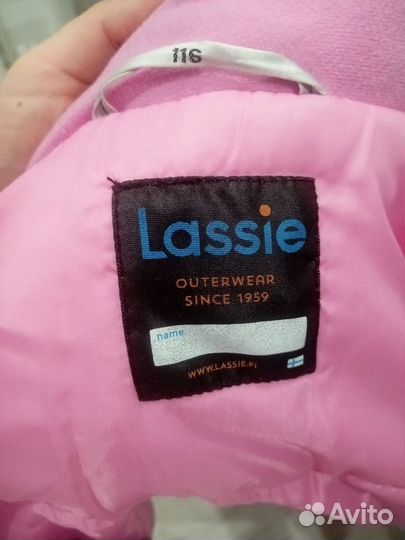 116
Lassie
OUTERWEAR
SINCE 1959
name
WWW.LASSIE.FI
Avito